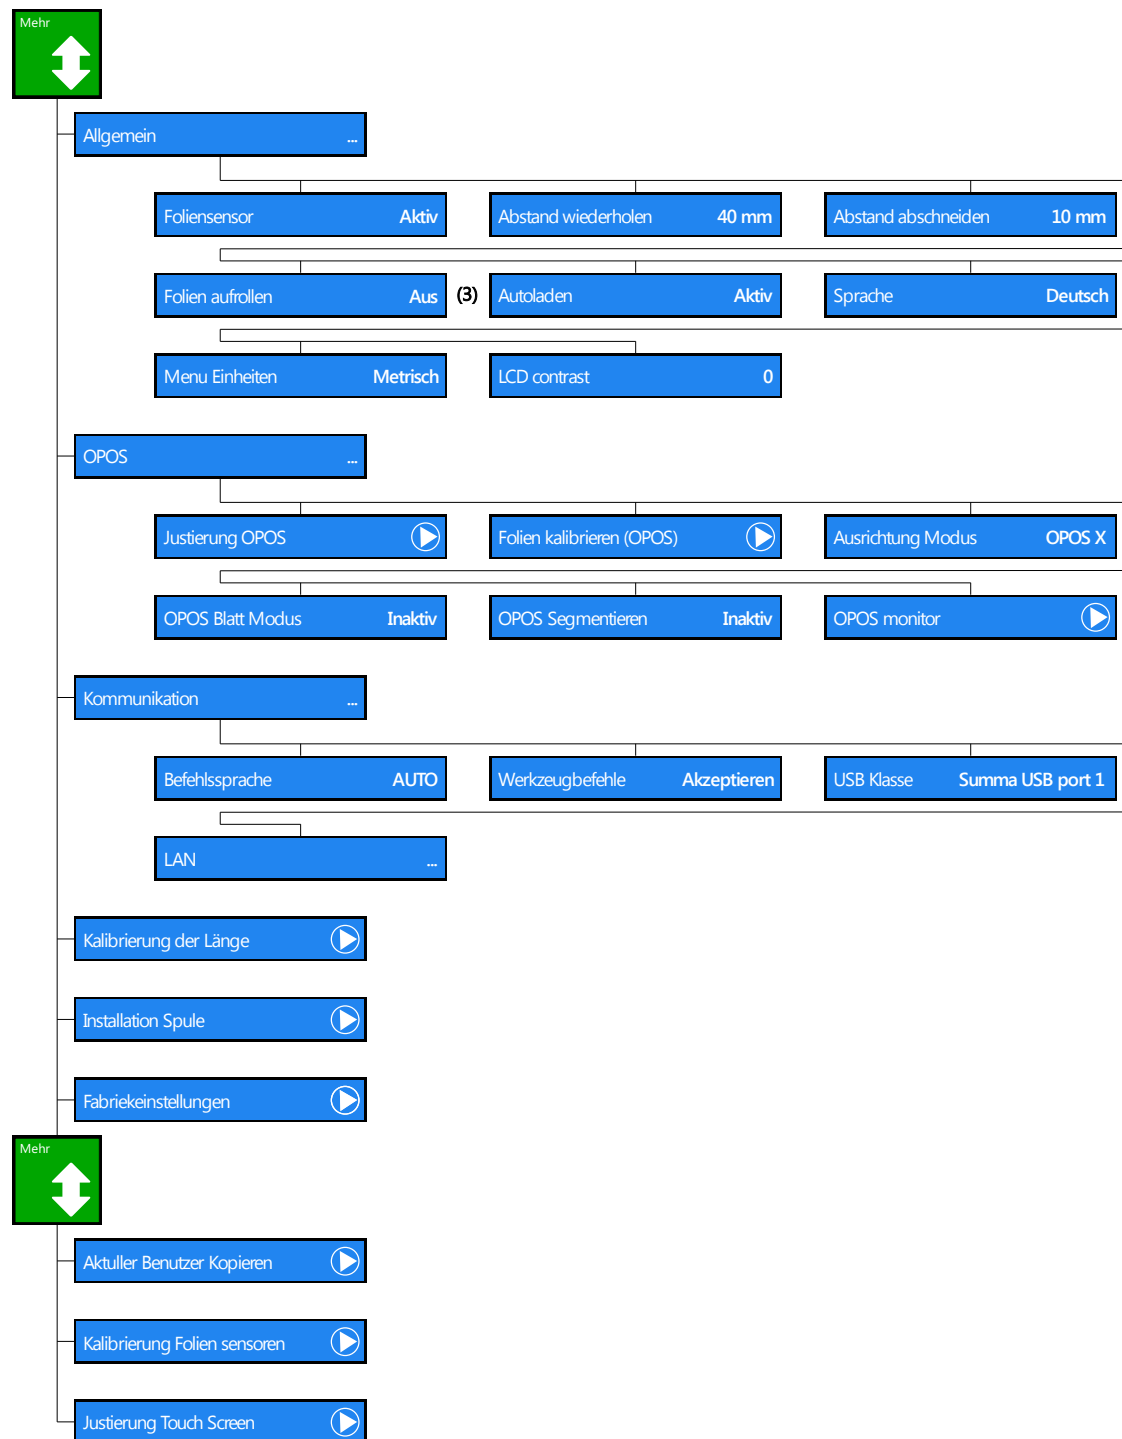 Mehr
Allgemein ...
Foliensensor Aktiv Abstand wiederholen 40 mm Abstand abschneiden 10 mm
Folien aufrollen Aus (3) Autoladen Aktiv Sprache Deutsch
Menu Einheiten Metrisch LCD contrast 0
OPOS ...
Justierung OPOS Folien kalibrieren (OPOS) Ausrichtung Modus OPOS X
OPOS Blatt Modus Inaktiv OPOS Segmentieren Inaktiv OPOS monitor
Kommunikation ...
Befehlssprache AUTO Werkzeugbefehle Akzeptieren USB Klasse Summa USB port 1
LAN ...
Kalibrierung der Länge
Installation Spule
Fabriekeinstellungen
Mehr
Aktuller Benutzer Kopieren
Kalibrierung Folien sensoren
Justierung Touch Screen